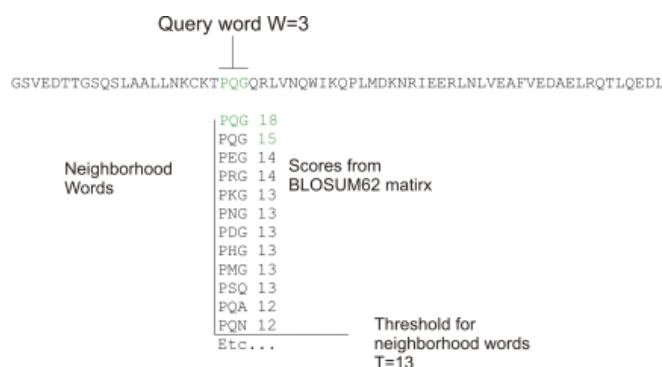 Query word W=3
GSVEDTTGSQSLAALLNKCKTPQGQRLVNQWIKQPLMDKNRIEERLNLVEAFVEDAELRQTLQEDL
PQG 18
PQG 15
PEG 14
PRG 14
PKG 13
PNG 13
PDG 13
PHG 13
PMG 13
PSQ 13
PQA 12
PQN 12
Etc...
Neighborhood
Words
Scores from
BLOSUM62 matirx
Threshold for
neighborhood words
T=13